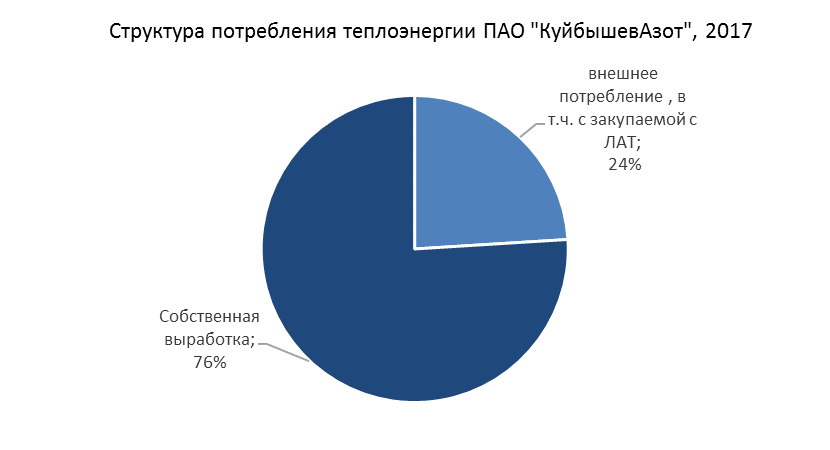 Структура потребления теплоэнергии ПАО "КуйбышевАзот", 2017
внешнее
потребление , в
т.ч. с закупаемой с
ЛАТ;
24%
Собственная
выработка;
76%